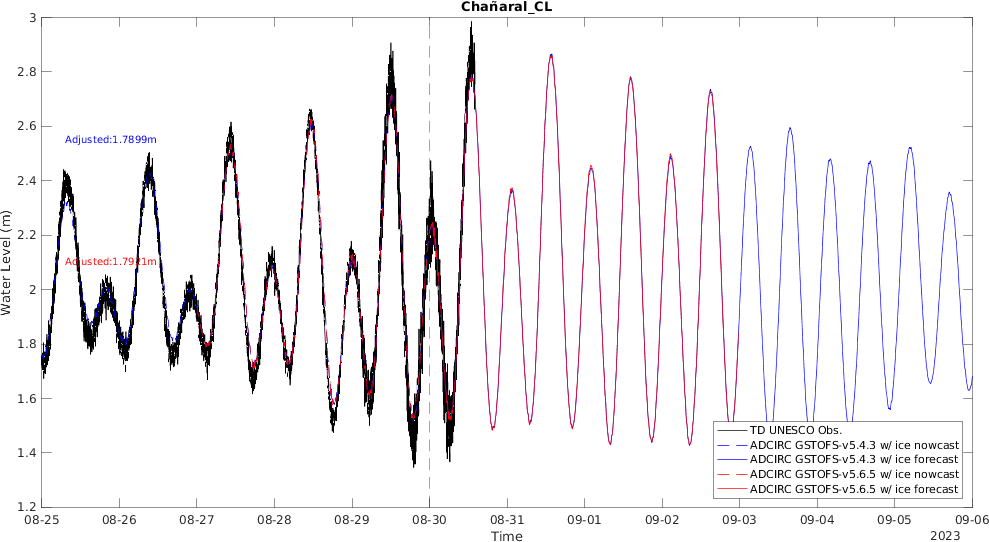 Chañaral_CL
3
2.8
2.6
2.4
2.2
2
1.8
1.6
1.4
1.2
Water Level (m)
Adjusted:1.7899m
Adjusted:1.7921m
TD UNESCO Obs.
ADCIRC GSTOFS-v5.4.3 w/ ice nowcast
ADCIRC GSTOFS-v5.4.3 w/ ice forecast
ADCIRC GSTOFS-v5.6.5 w/ ice nowcast
ADCIRC GSTOFS-v5.6.5 w/ ice forecast
08-25 08-26 08-27 08-28 08-29 08-30 08-31 09-01 09-02 09-03 09-04 09-05 09-06
Time
2023